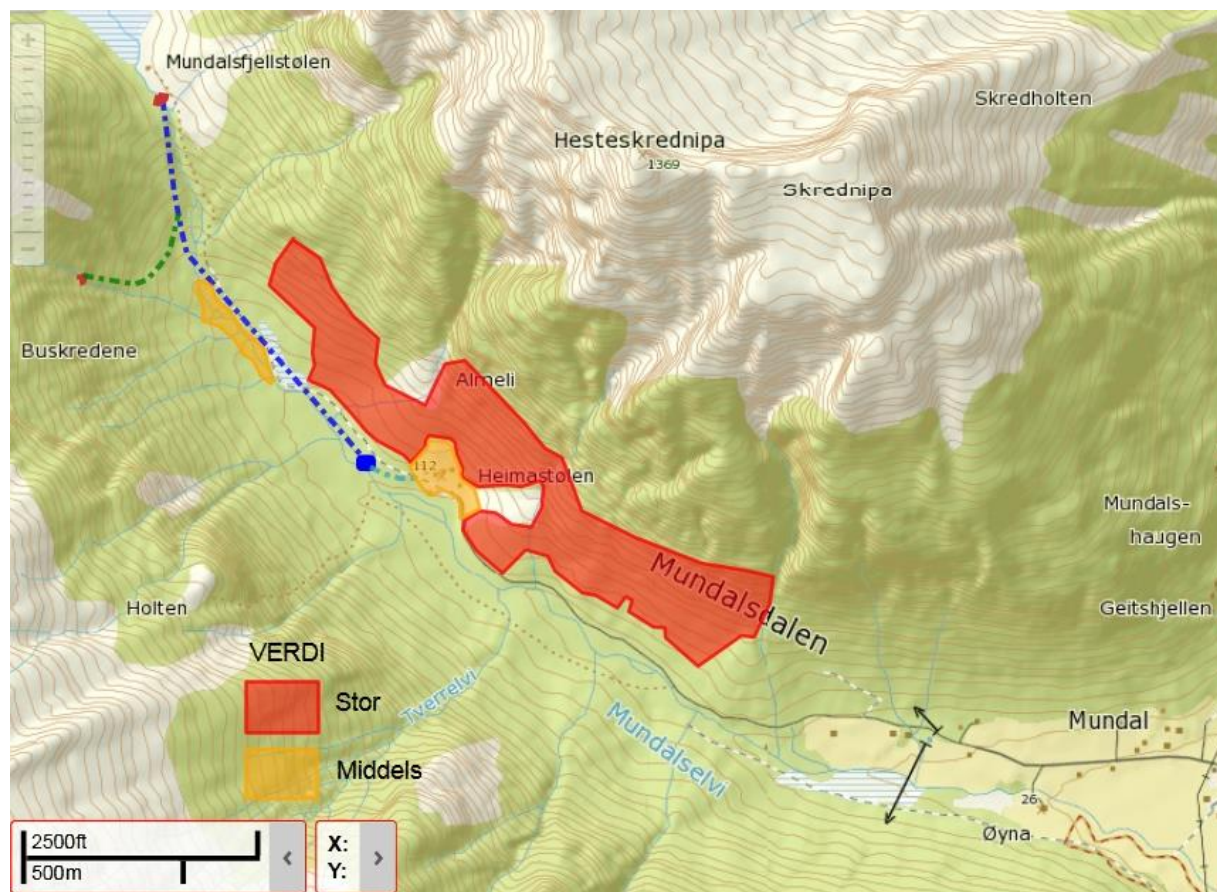 Mundalsfjellstølen
Skredholten
Hesteskrednipa
1369
Skrednipa
Buskredene
Almeli
112
Heimastolen
Mundals-
haugen
Mundalsdalen
Holten
Geitshjellen
VERDI
Stor
Tverrelvi
Mundalselvi
Mundal
Middels
26
Øyna
2500ft
500m
X:
Y: